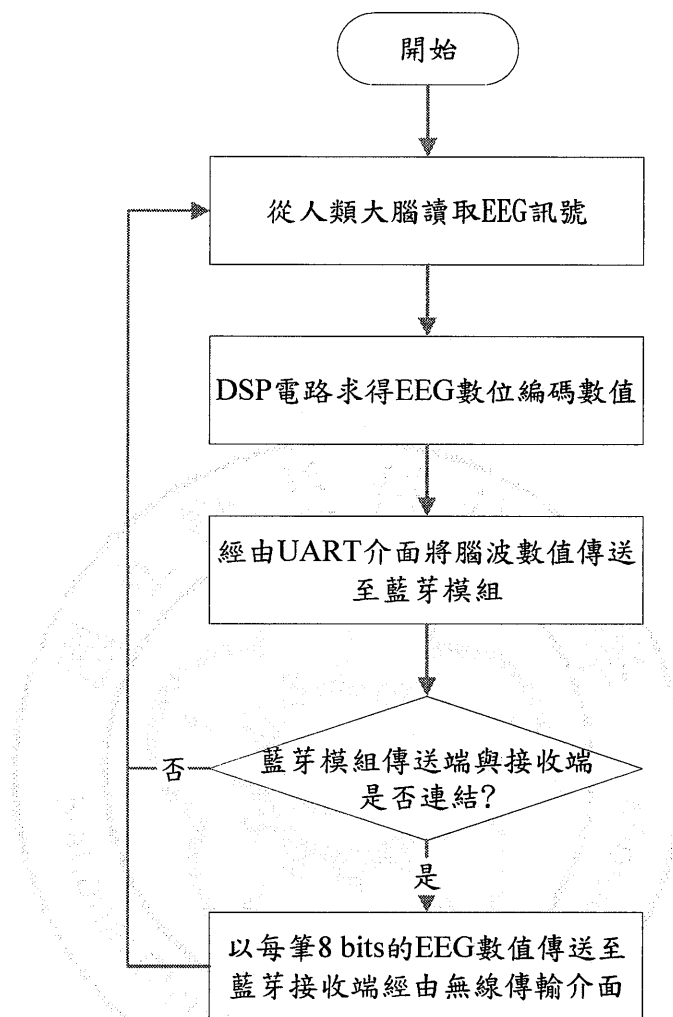 開始
從人類大腦讀取EEG訊號
DSP電路求得EEG數位編碼數值
經由UART介面將腦波數值傳送
至藍芽模組
藍芽模組傳送端與接收端
是否連結?
否
是
以每筆8 bits的EEG數值傳送至
藍芽接收端經由無線傳輸介面